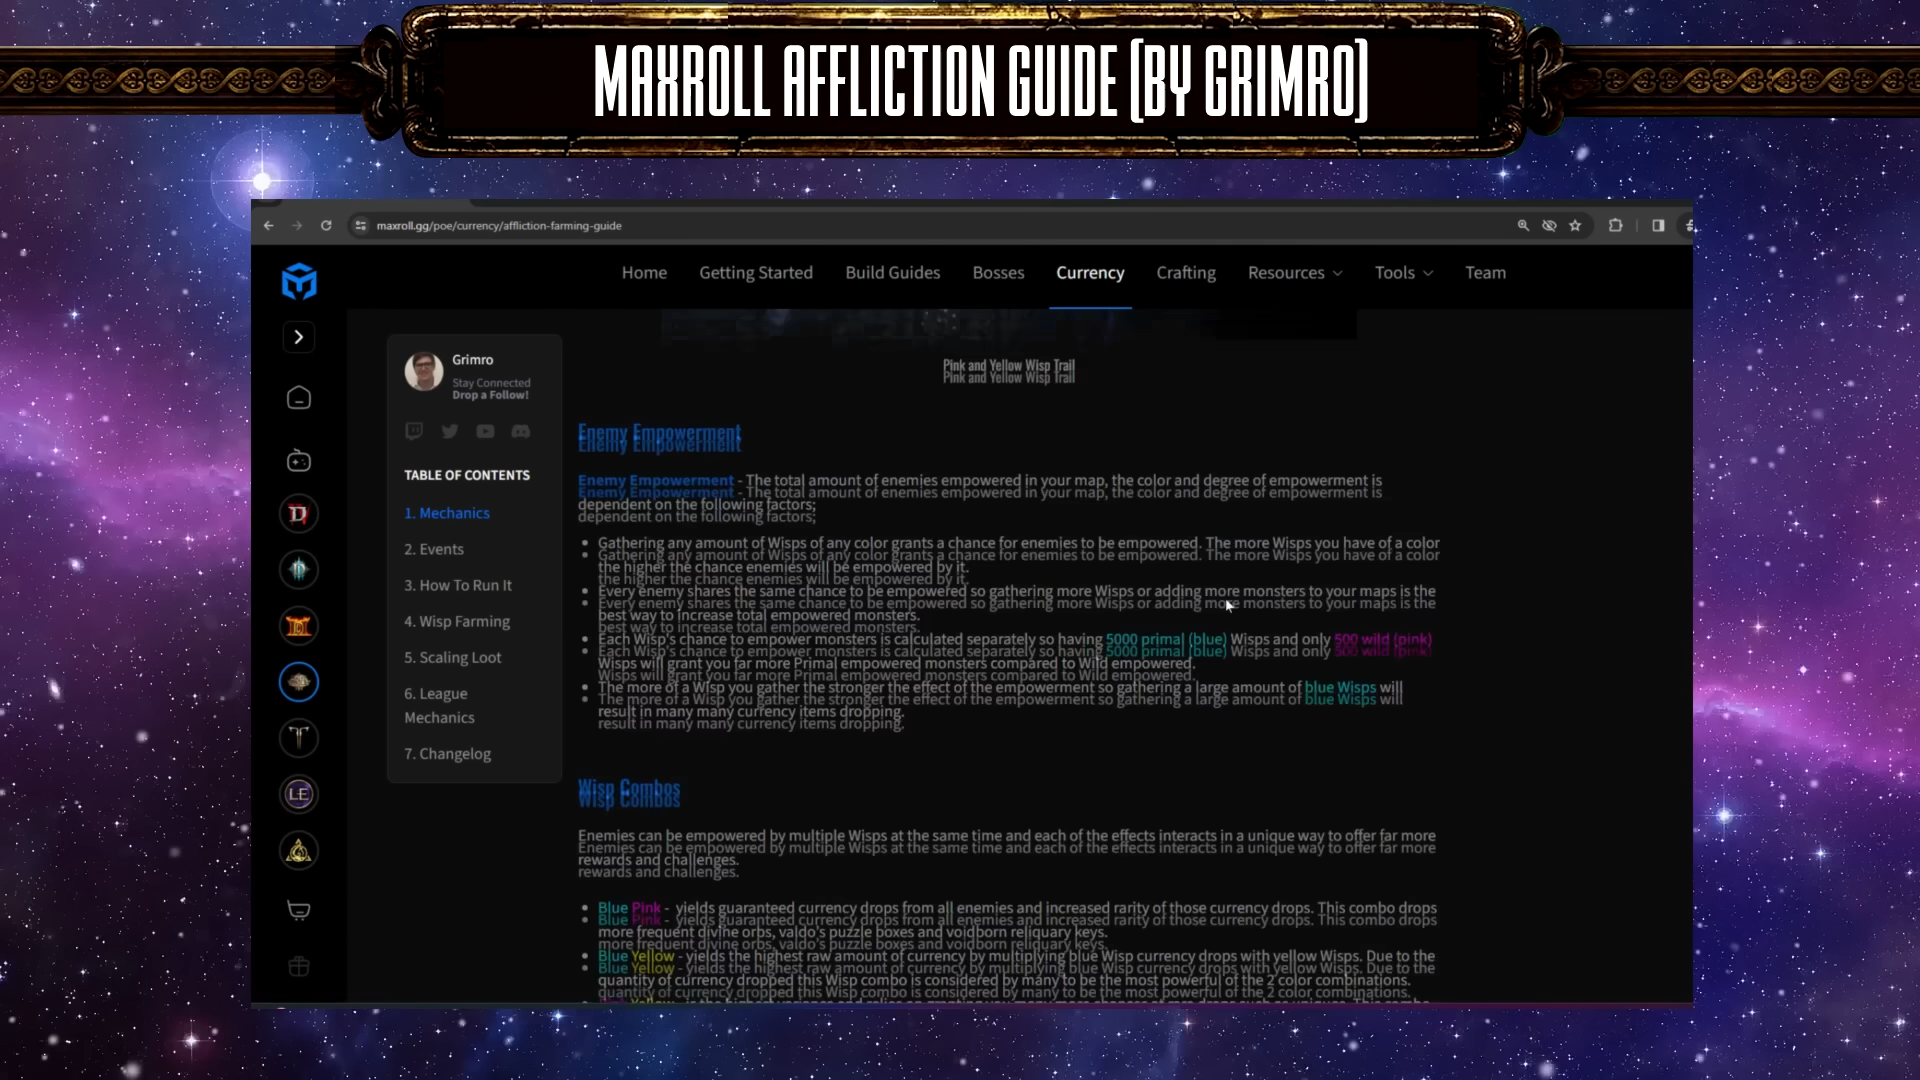 MAXROLL AFFLICTION GUIDE (BY GRIMRO)
maxroll.gg/poe/currency/affliction-farming-guide
Home Getting Started Build Guides Bosses Currency Crafting Resources Tools Team
Grimro
Stay Connected
Drop a Follow!
TABLE OF CONTENTS
1. Mechanics
2. Events
3. How To Run It
4. Wisp Farming
5. Scaling Loot
6. League
Mechanics
7. Changelog
D
LE
Pink and Yellow Wisp Trail
Enemy Empowerment
Enemy Empowerment - The total amount of enemies empowered in your map, the color and degree of empowerment is
dependent on the following factors;
• Gathering any amount of Wisps of any color grants a chance for enemies to be empowered. The more Wisps you have of a color
the higher the chance enemies will be empowered by it.
• Every enemy shares the same chance to be empowered so gathering more Wisps or adding more monsters to your maps is the
best way to increase total empowered monsters.
• Each Wisp's chance to empower monsters is calculated separately so having 5000 primal (blue) Wisps and only 500 wild (pink)
Wisps will grant you far more Primal empowered monsters compared to Wild empowered.
• The more of a Wisp you gather the stronger the effect of the empowerment so gathering a large amount of blue Wisps will
result in many many currency items dropping.
Wisp Combos
Enemies can be empowered by multiple Wisps at the same time and each of the effects interacts in a unique way to offer far more
rewards and challenges.
• Blue Pink - yields guaranteed currency drops from all enemies and increased rarity of those currency drops. This combo drops
more frequent divine orbs, valdo's puzzle boxes and voidborn reliquary keys.
• Blue Yellow - yields the highest raw amount of currency by multiplying blue Wisp currency drops with yellow Wisps. Due to the
quantity of currency dropped this Wisp combo is considered by many to be the most powerful of the 2 color combinations.